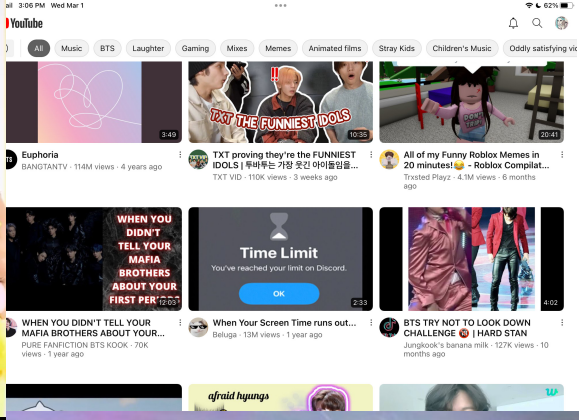 ail 3:06 PM Wed Mar 1
62%
YouTube
All Music BTS Laughter Gaming Mixes Memes Animated films Stray Kids Children's Music Oddly satisfying
3:49
!!
TXT THE FUNNIEST IDOLS
10:35
20:41
Euphoria
BANGTANTV · 114M views · 4 years ago
TXT VID
TXT proving they're the FUNNIEST
IDOLS | 투바투는 가장 웃긴 아이돌임을...
TXT VID · 110K views · 3 weeks ago
All of my Funny Roblox Memes in
20 minutes!😂 - Roblox Compilat...
Trxsted Playz · 4.1M views · 6 months
ago
WHEN YOU
DIDN'T
TELL YOUR
MAFIA
BROTHERS
ABOUT YOUR
FIRST PERIOD
12:03
Time Limit
You've reached your limit on Discord.
OK
2:33
4:02
WHEN YOU DIDN'T TELL YOUR
MAFIA BROTHERS ABOUT YOUR...
PURE FANFICTION BTS KOOK · 70K
views · 1 year ago
When Your Screen Time runs out...
Beluga · 13M views · 1 year ago
BTS TRY NOT TO LOOK DOWN
CHALLENGE 🔞 | HARD STAN
Jungkook's banana milk · 127K views · 10
months ago
afraid hyungs